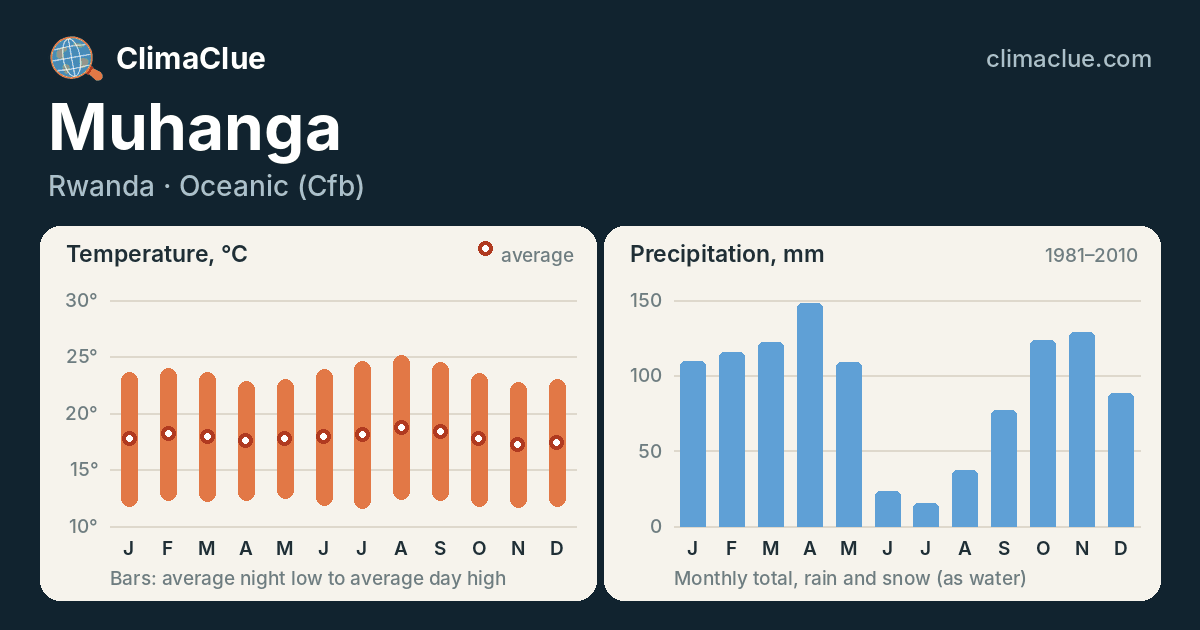 ClimaClue
climaclue.com
Muhanga
Rwanda · Oceanic (Cfb)
Temperature, °C
average
30°
25°
20°
15°
10°
J F M A M J J A S O N D
Bars: average night low to average day high
Precipitation, mm
1981–2010
150
100
50
0
J F M A M J J A S O N D
Monthly total, rain and snow (as water)